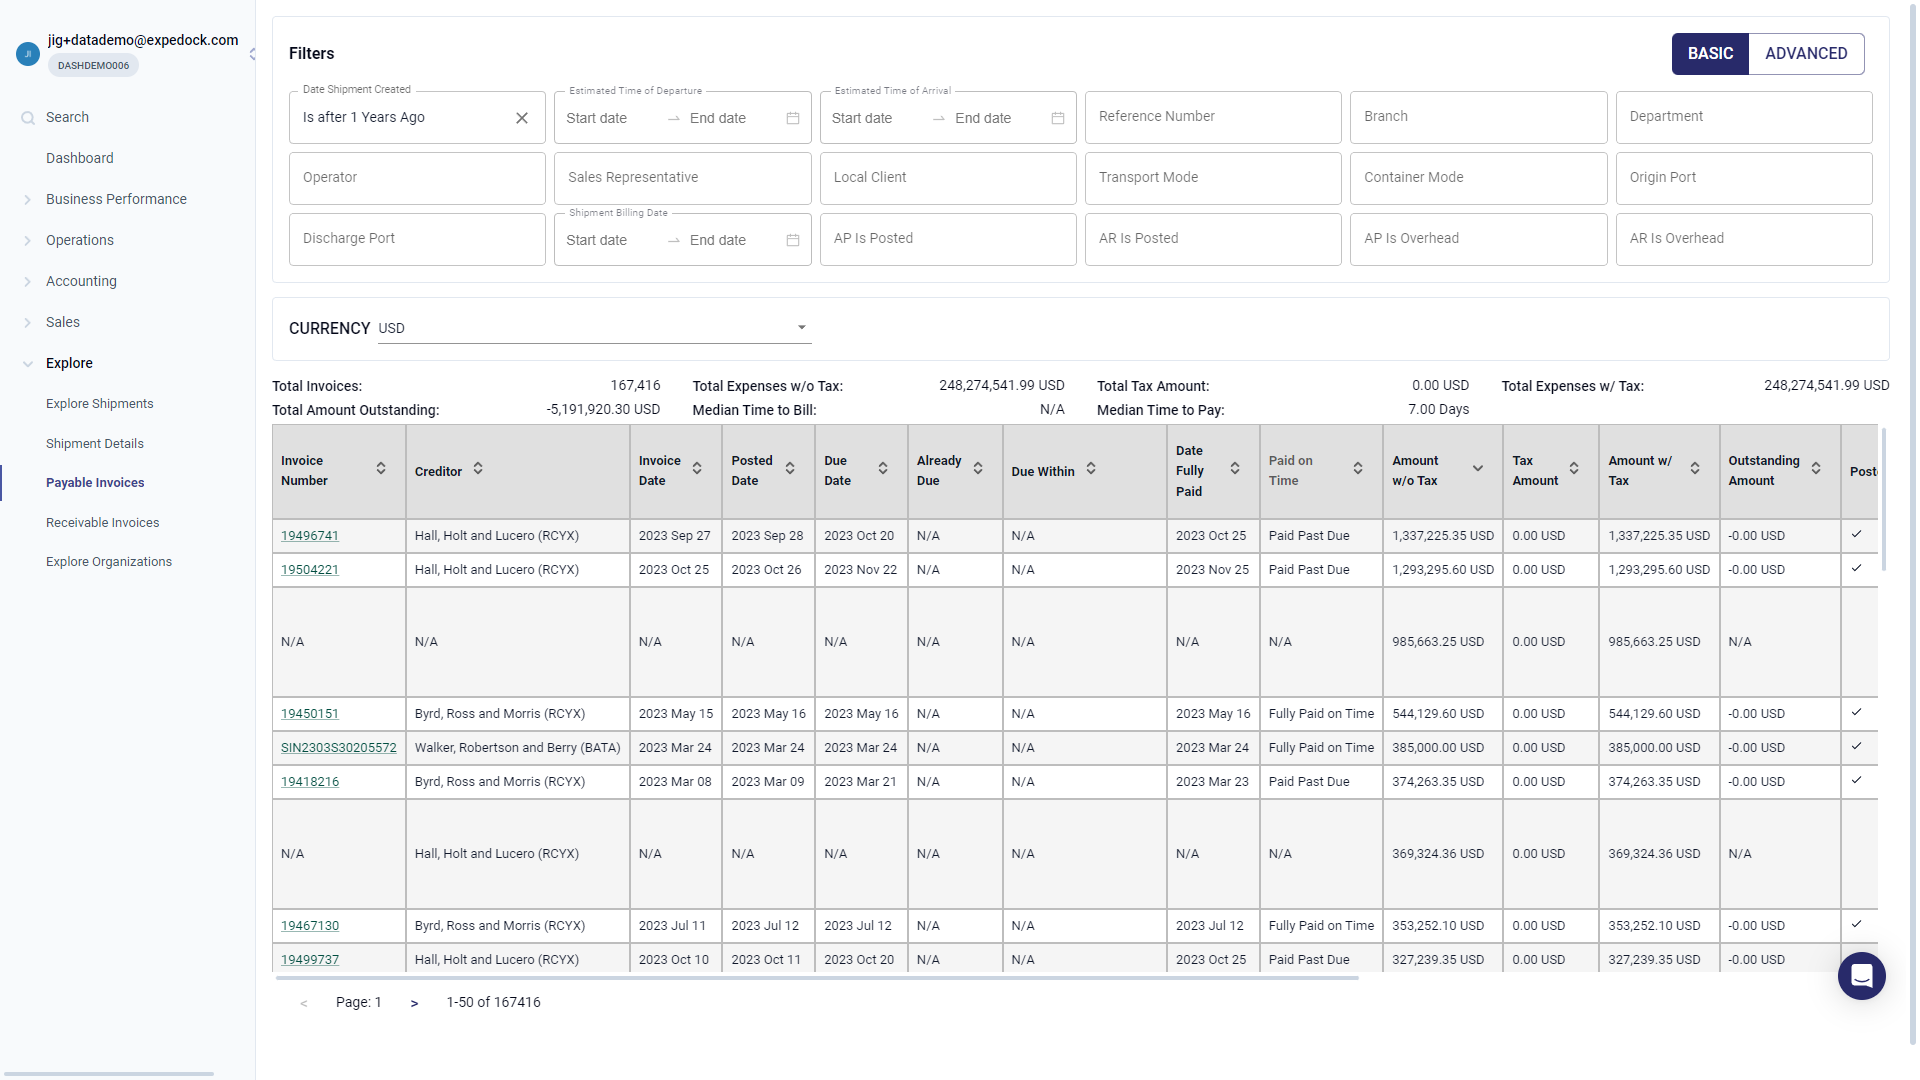 jig+datademo@expedock.com
JI
DASHDEMO006
Search
Dashboard
Business Performance
Operations
Accounting
Sales
Explore
Explore Shipments
Shipment Details
Payable Invoices
Receivable Invoices
Explore Organizations
Filters
BASIC ADVANCED
Date Shipment Created Estimated Time of Departure Estimated Time of Arrival
Is after 1 Years Ago Start date End date Start date End date Reference Number Branch Department
Operator Sales Representative Local Client Transport Mode Container Mode Origin Port
Shipment Billing Date
Discharge Port Start date End date AP Is Posted AR Is Posted AP Is Overhead AR Is Overhead
CURRENCY USD
Total Invoices: 167,416 Total Expenses w/o Tax: 248,274,541.99 USD Total Tax Amount: 0.00 USD Total Expenses w/ Tax: 248,274,541.99 USD
Total Amount Outstanding: -5,191,920.30 USD Median Time to Bill: N/A Median Time to Pay: 7.00 Days
Invoice Number Creditor Invoice Date Posted Date Due Date Already Due Due Within Date Fully Paid Paid on Time Amount w/o Tax Tax Amount Amount w/ Tax Outstanding Amount Post
19496741 Hall, Holt and Lucero (RCYX) 2023 Sep 27 2023 Sep 28 2023 Oct 20 N/A N/A 2023 Oct 25 Paid Past Due 1,337,225.35 USD 0.00 USD 1,337,225.35 USD -0.00 USD
19504221 Hall, Holt and Lucero (RCYX) 2023 Oct 25 2023 Oct 26 2023 Nov 22 N/A N/A 2023 Nov 25 Paid Past Due 1,293,295.60 USD 0.00 USD 1,293,295.60 USD -0.00 USD
N/A N/A N/A N/A N/A N/A N/A N/A N/A 985,663.25 USD 0.00 USD 985,663.25 USD N/A
19450151 Byrd, Ross and Morris (RCYX) 2023 May 15 2023 May 16 2023 May 16 N/A N/A 2023 May 16 Fully Paid on Time 544,129.60 USD 0.00 USD 544,129.60 USD -0.00 USD
SIN2303S30205572 Walker, Robertson and Berry (BATA) 2023 Mar 24 2023 Mar 24 2023 Mar 24 N/A N/A 2023 Mar 24 Fully Paid on Time 385,000.00 USD 0.00 USD 385,000.00 USD -0.00 USD
19418216 Byrd, Ross and Morris (RCYX) 2023 Mar 08 2023 Mar 09 2023 Mar 21 N/A N/A 2023 Mar 23 Paid Past Due 374,263.35 USD 0.00 USD 374,263.35 USD -0.00 USD
N/A Hall, Holt and Lucero (RCYX) N/A N/A N/A N/A N/A N/A N/A 369,324.36 USD 0.00 USD 369,324.36 USD N/A
19467130 Byrd, Ross and Morris (RCYX) 2023 Jul 11 2023 Jul 12 2023 Jul 12 N/A N/A 2023 Jul 12 Fully Paid on Time 353,252.10 USD 0.00 USD 353,252.10 USD -0.00 USD
19499737 Hall, Holt and Lucero (RCYX) 2023 Oct 10 2023 Oct 11 2023 Oct 20 N/A N/A 2023 Oct 25 Paid Past Due 327,239.35 USD 0.00 USD 327,239.35 USD -0.00 USD
< Page: 1 > 1-50 of 167416